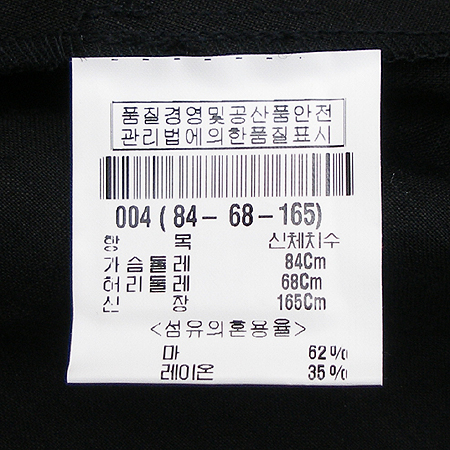 품질경영및공산품안전
관리법에의한품질표시
004 ( 84 - 68 - 165)
항 목 신체치수
가슴둘레 84Cm
허리둘레 68Cm
신 장 165Cm
<섬유의혼용율>
마 62%
레이온 35%